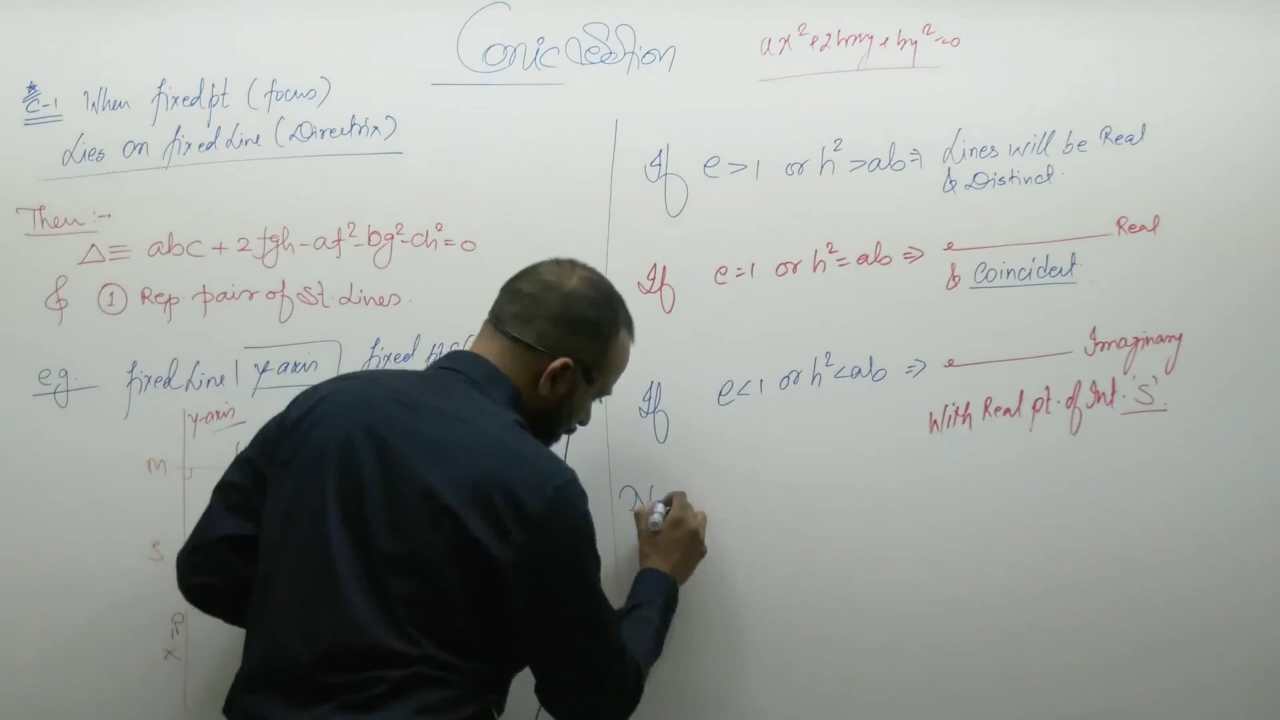 Conic Section
ax²+2hxy+by²=0
C-1 When fixed pt (focus)
Lies on fixed Line (Directrix)
Then :-
Δ≡ abc + 2fgh-af²-bg²-ch²=0
& ① Rep pair of St. Lines.
e.g. fixed Line | y-axis fixed
y-axis
M
S
x=0
If e>1 or h²>ab⇒ Lines will be Real
& Distinct.
If e=1 or h²=ab ⇒ Real
& Coincident.
If e<1 or h²<ab ⇒ Imaginary
With Real pt. of Int. 'S'.